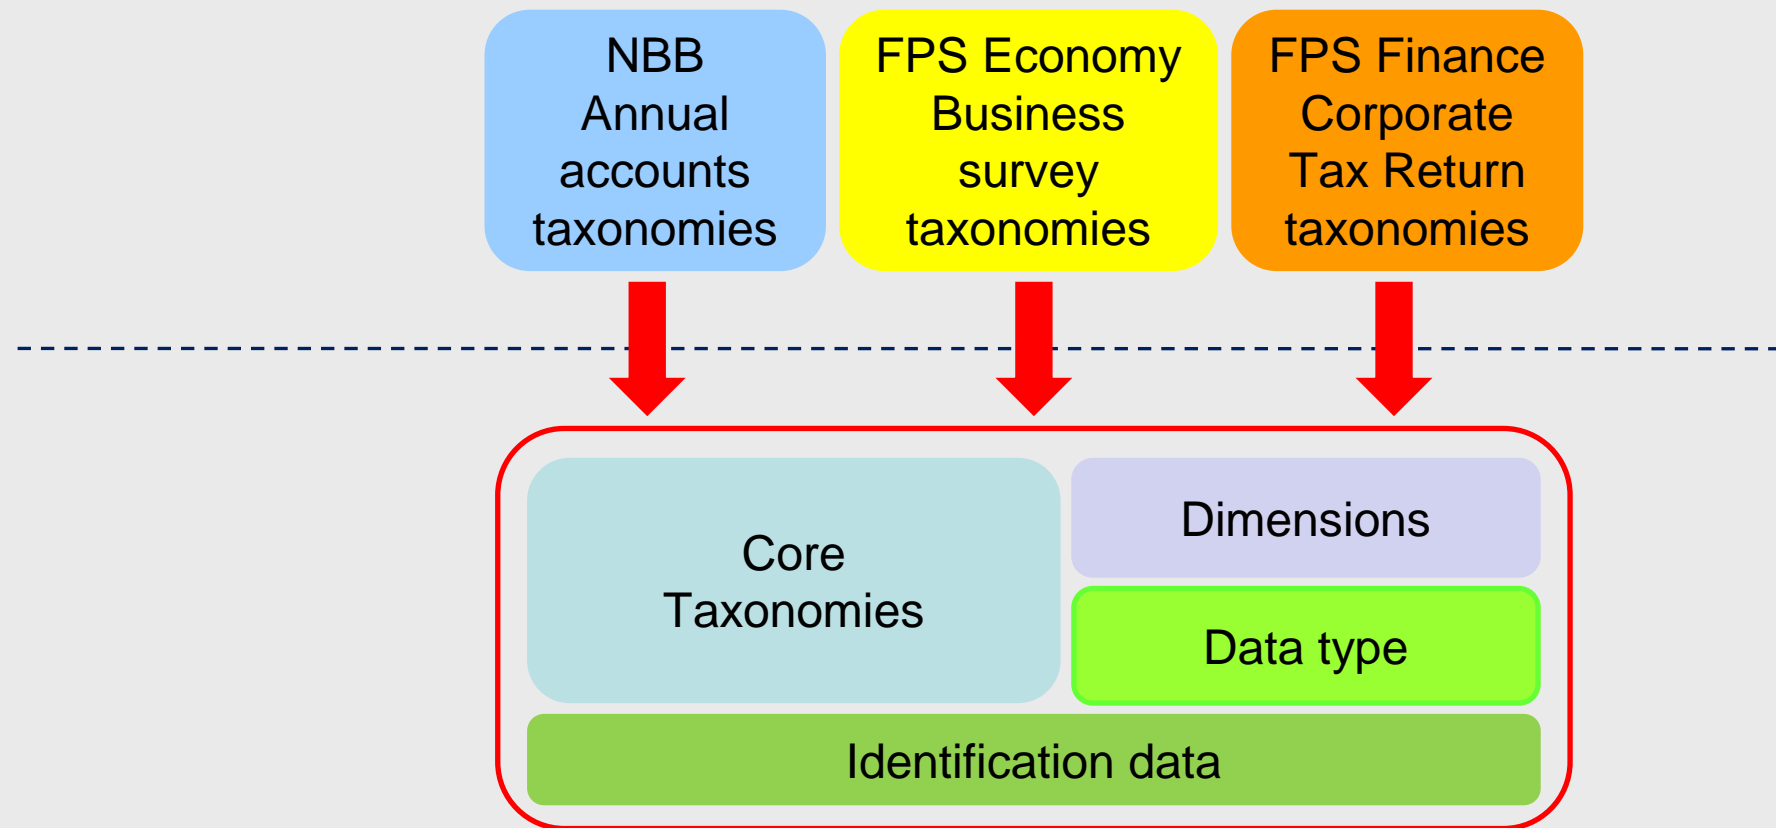 NBB
Annual
accounts
taxonomies
FPS Economy
Business
survey
taxonomies
FPS Finance
Corporate
Tax Return
taxonomies
Core
Taxonomies
Dimensions
Data type
Identification data